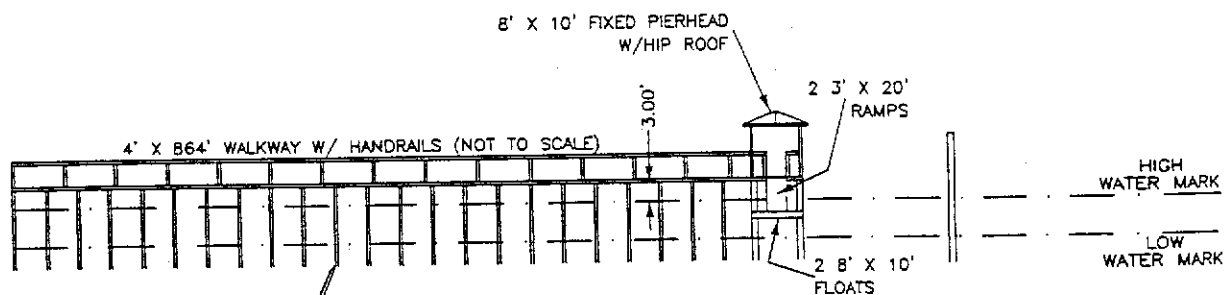 8' X 10' FIXED PIERHEAD
W/HIP ROOF
2 3' X 20'
RAMPS
3.00'
4' X 864' WALKWAY W/ HANDRAILS (NOT TO SCALE)
HIGH
WATER MARK
LOW
WATER MARK
2 8' X 10'
FLOATS